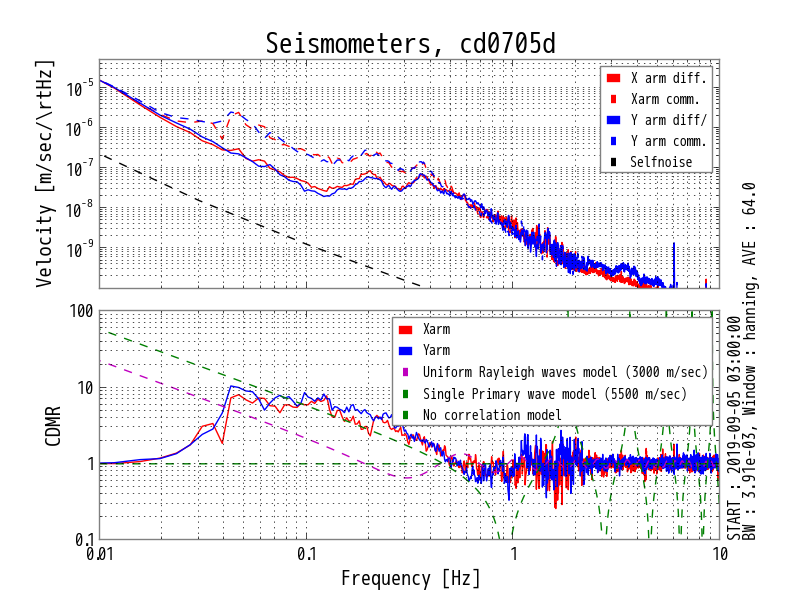 Seismometers, cd0705d
Velocity [m/sec/\rtHz]
10^-5
10^-6
10^-7
10^-8
10^-9
X arm diff.
Xarm comm.
Y arm diff/
Y arm comm.
Selfnoise
CDMR
100
10
1
0.1
Xarm
Yarm
Uniform Rayleigh waves model (3000 m/sec)
Single Primary wave model (5500 m/sec)
No correlation model
0.01
0.1
1
10
Frequency [Hz]
START : 2019-09-05 03:00:00
BW : 3.91e-03, Window : hanning, AVE : 64.0